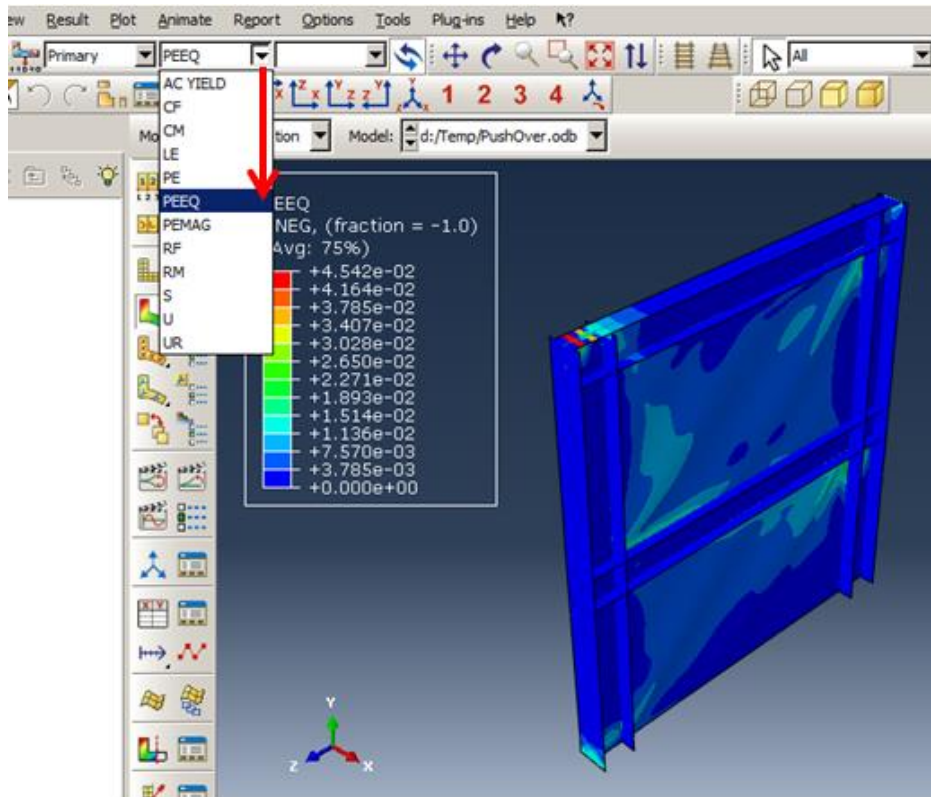 ew Result Plot Animate Report Options Tools Plug-ins Help
Primary PEEQ All
1 2 3 4
Mo tion Model: d:/Temp/PushOver.odb
AC YIELD
CF
CM
LE
PE
PEEQ
PEMAG
RF
RM
S
U
UR
EEQ
NEG, (fraction = -1.0)
Avg: 75%)
+4.542e-02
+4.164e-02
+3.785e-02
+3.407e-02
+3.028e-02
+2.650e-02
+2.271e-02
+1.893e-02
+1.514e-02
+1.136e-02
+7.570e-03
+3.785e-03
+0.000e+00
X Y
Y
Z X